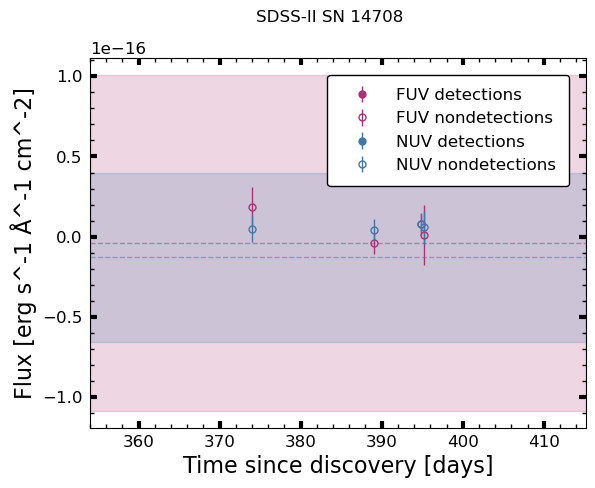 SDSS-II SN 14708
1e−16
FUV detections
FUV nondetections
NUV detections
NUV nondetections
1.0
0.5
0.0
−0.5
−1.0
Flux [erg s^-1 Å^-1 cm^-2]
360 370 380 390 400 410
Time since discovery [days]